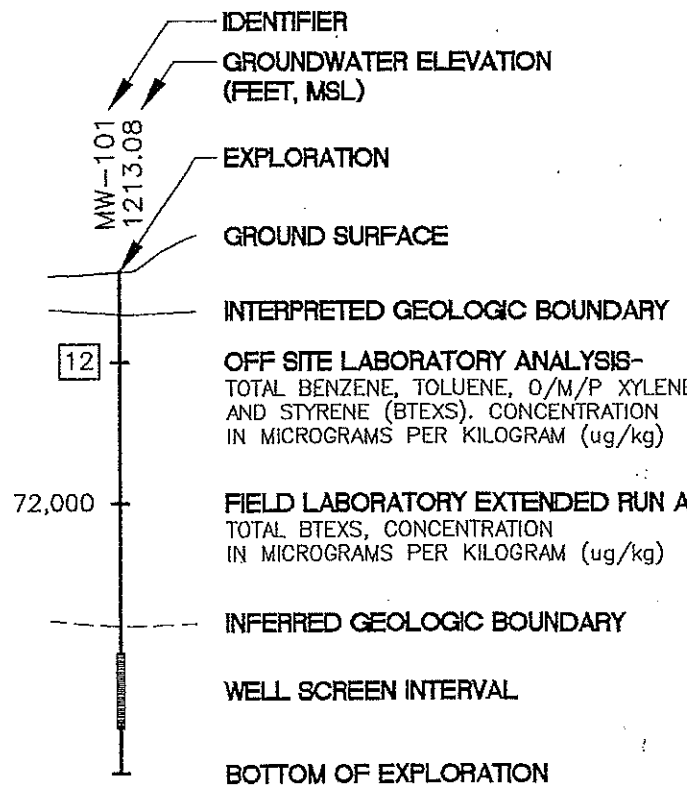 IDENTIFIER
GROUNDWATER ELEVATION
(FEET, MSL)
MW-101
1213.08
EXPLORATION
GROUND SURFACE
INTERPRETED GEOLOGIC BOUNDARY
12
OFF SITE LABORATORY ANALYSIS-
TOTAL BENZENE, TOLUENE, O/M/P XYLENE
AND STYRENE (BTEXS). CONCENTRATION
IN MICROGRAMS PER KILOGRAM (ug/kg)
72,000
FIELD LABORATORY EXTENDED RUN A
TOTAL BTEXS, CONCENTRATION
IN MICROGRAMS PER KILOGRAM (ug/kg)
INFERRED GEOLOGIC BOUNDARY
WELL SCREEN INTERVAL
BOTTOM OF EXPLORATION